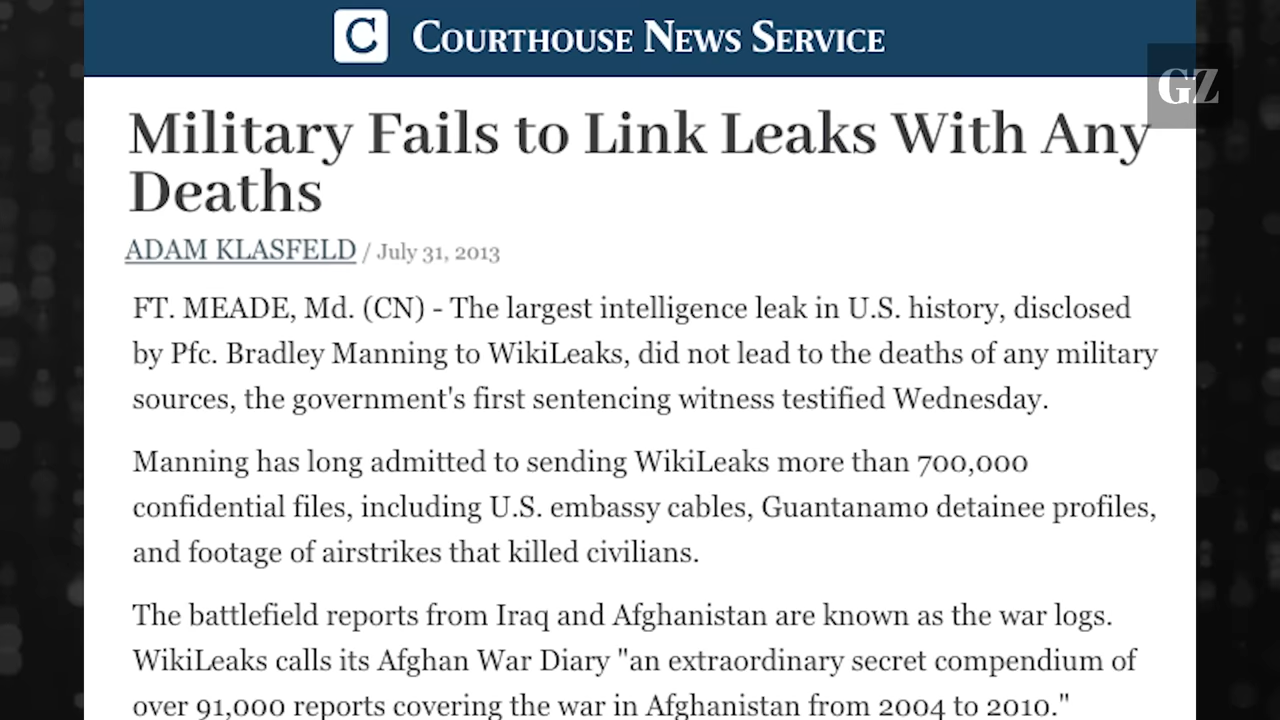 C COURTHOUSE NEWS SERVICE
GZ
Military Fails to Link Leaks With Any
Deaths
ADAM KLASFELD / July 31, 2013
FT. MEADE, Md. (CN) - The largest intelligence leak in U.S. history, disclosed
by Pfc. Bradley Manning to WikiLeaks, did not lead to the deaths of any military
sources, the government's first sentencing witness testified Wednesday.
Manning has long admitted to sending WikiLeaks more than 700,000
confidential files, including U.S. embassy cables, Guantanamo detainee profiles,
and footage of airstrikes that killed civilians.
The battlefield reports from Iraq and Afghanistan are known as the war logs.
WikiLeaks calls its Afghan War Diary "an extraordinary secret compendium of
over 91,000 reports covering the war in Afghanistan from 2004 to 2010."